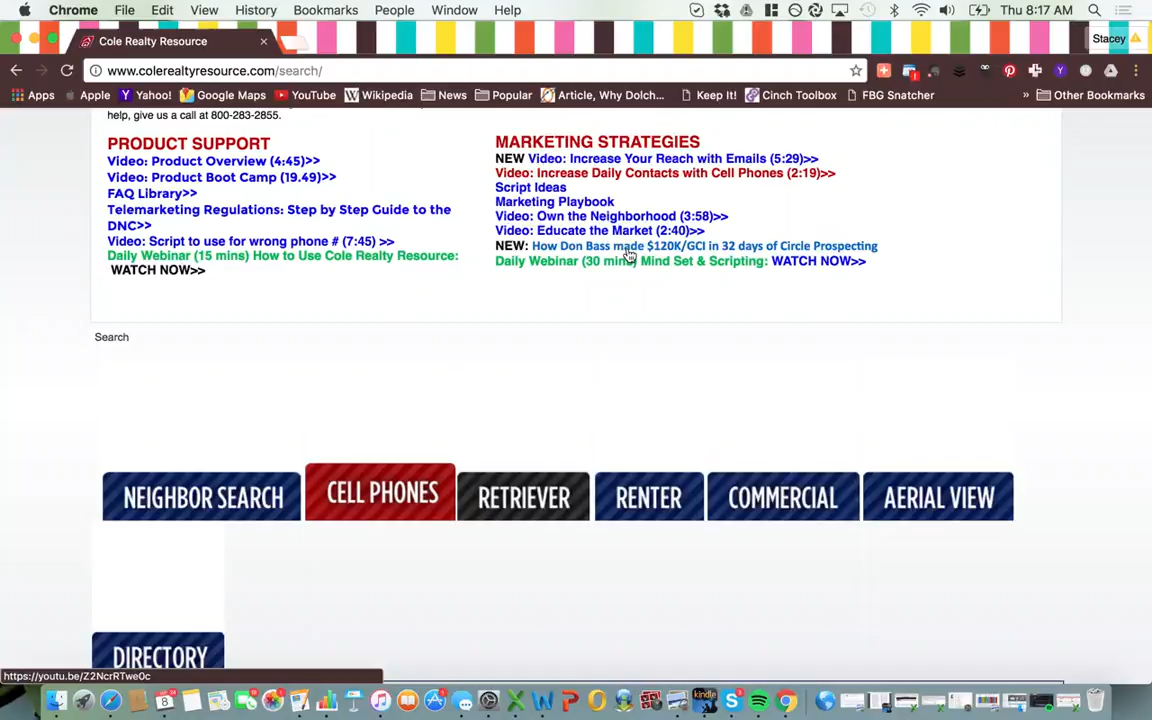 Chrome File Edit View History Bookmarks People Window Help Thu 8:17 AM
Cole Realty Resource
Stacey
www.colerealtyresource.com/search/
Apps Apple Yahoo! Google Maps YouTube Wikipedia News Popular Article, Why Dolch... Keep It! Cinch Toolbox FBG Snatcher » Other Bookmarks
help, give us a call at 800-283-2855.
PRODUCT SUPPORT
Video: Product Overview (4:45)>>
Video: Product Boot Camp (19.49)>>
FAQ Library>>
Telemarketing Regulations: Step by Step Guide to the
DNC>>
Video: Script to use for wrong phone # (7:45) >>
Daily Webinar (15 mins) How to Use Cole Realty Resource:
WATCH NOW>>
MARKETING STRATEGIES
NEW Video: Increase Your Reach with Emails (5:29)>>
Video: Increase Daily Contacts with Cell Phones (2:19)>>
Script Ideas
Marketing Playbook
Video: Own the Neighborhood (3:58)>>
Video: Educate the Market (2:40)>>
NEW: How Don Bass made $120K/GCI in 32 days of Circle Prospecting
Daily Webinar (30 mins) Mind Set & Scripting: WATCH NOW>>
Search
NEIGHBOR SEARCH CELL PHONES RETRIEVER RENTER COMMERCIAL AERIAL VIEW
DIRECTORY
https://youtu.be/Z2NcrRTwe0c
kindle